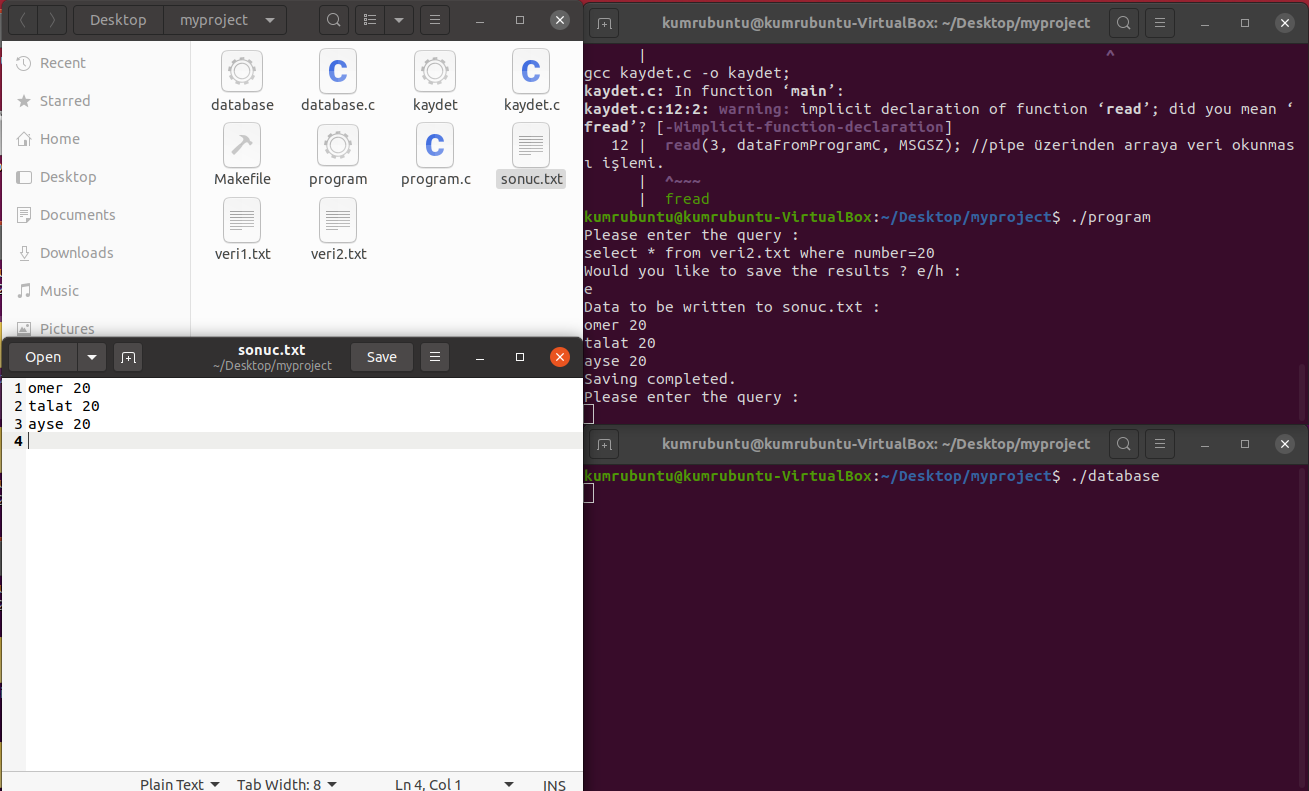 Desktop myproject
Recent
Starred
Home
Desktop
Documents
Downloads
Music
Pictures
database database.c kaydet kaydet.c
Makefile program program.c sonuc.txt
veri1.txt veri2.txt
Open sonuc.txt Save
~/Desktop/myproject
1 omer 20
2 talat 20
3 ayse 20
4
Plain Text Tab Width: 8 Ln 4, Col 1 INS
kumrubuntu@kumrubuntu-VirtualBox: ~/Desktop/myproject
| ^
gcc kaydet.c -o kaydet;
kaydet.c: In function ‘main’:
kaydet.c:12:2: warning: implicit declaration of function ‘read’; did you mean ‘
fread’? [-Wimplicit-function-declaration]
12 | read(3, dataFromProgramC, MSGSZ); //pipe üzerinden arraya veri okunmas
ı işlemi.
| ^~~~
| fread
kumrubuntu@kumrubuntu-VirtualBox:~/Desktop/myproject$ ./program
Please enter the query :
select * from veri2.txt where number=20
Would you like to save the results ? e/h :
e
Data to be written to sonuc.txt :
omer 20
talat 20
ayse 20
Saving completed.
Please enter the query :
kumrubuntu@kumrubuntu-VirtualBox: ~/Desktop/myproject
kumrubuntu@kumrubuntu-VirtualBox:~/Desktop/myproject$ ./database